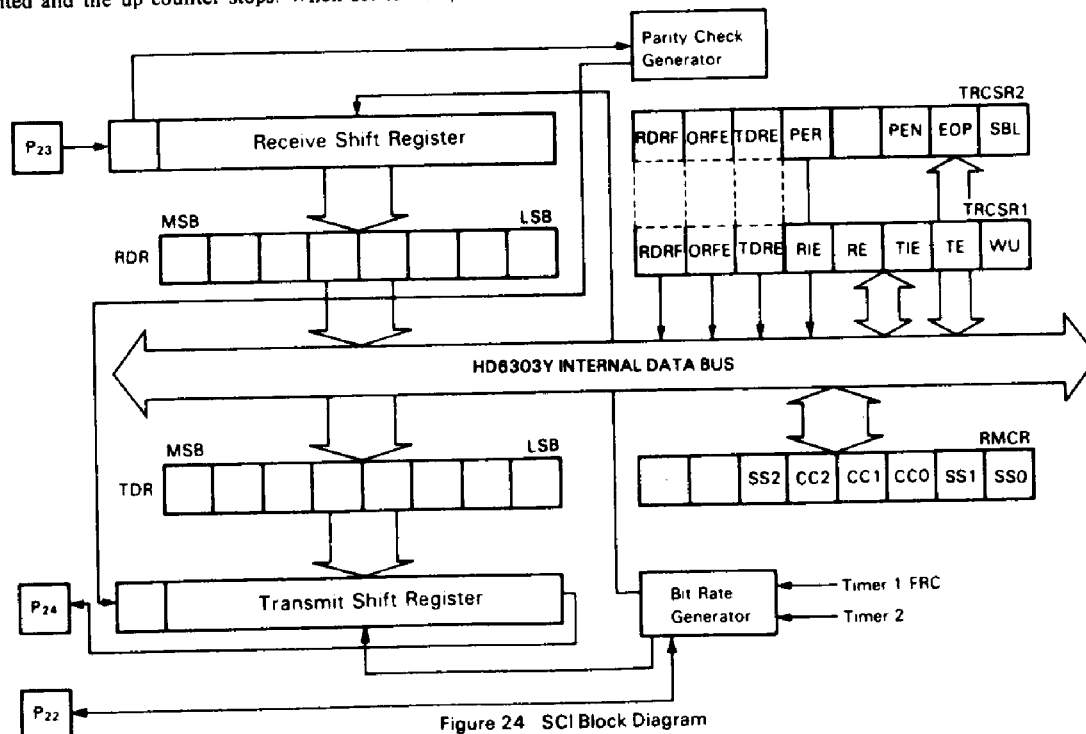 Parity Check
Generator
TRCSR2
P23
Receive Shift Register
RDRF ORFE TDRE PER PEN EOP SBL
MSB LSB
TRCSR1
RDR
RDRF ORFE TDRE RIE RE TIE TE WU
HD6303Y INTERNAL DATA BUS
MSB LSB
RMCR
TDR
SS2 CC2 CC1 CC0 SS1 SS0
P24
Transmit Shift Register
Bit Rate
Generator
Timer 1 FRC
Timer 2
P22
Figure 24 SCI Block Diagram